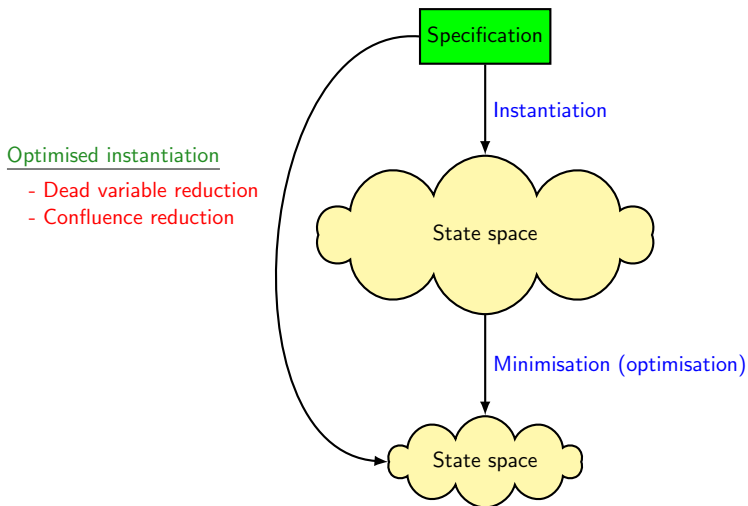 Specification
Instantiation
Optimised instantiation
- Dead variable reduction
- Confluence reduction
State space
Minimisation (optimisation)
State space